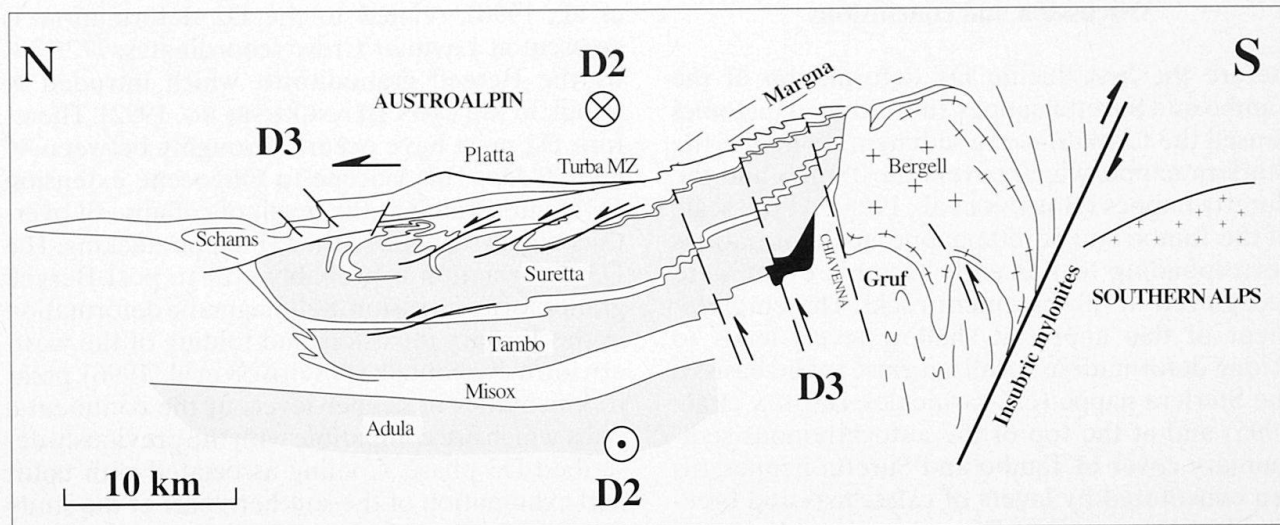 N
D2
S
AUSTROALPIN
Margna
D3
Platta
Turba MZ
Bergell
Schams
CHIAVENNA
Suretta
Gruf
SOUTHERN ALPS
Insubric mylonites
Tambo
D3
Misox
Adula
D2
10 km